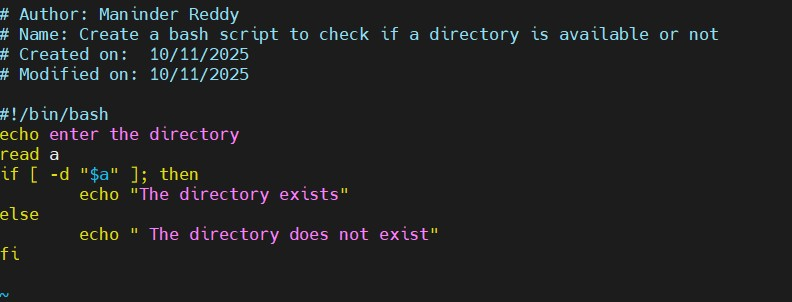 # Author: Maninder Reddy
# Name: Create a bash script to check if a directory is available or not
# Created on:  10/11/2025
# Modified on: 10/11/2025

#!/bin/bash
echo enter the directory
read a
if [ -d "$a" ]; then
        echo "The directory exists"
else
        echo " The directory does not exist"
fi

~